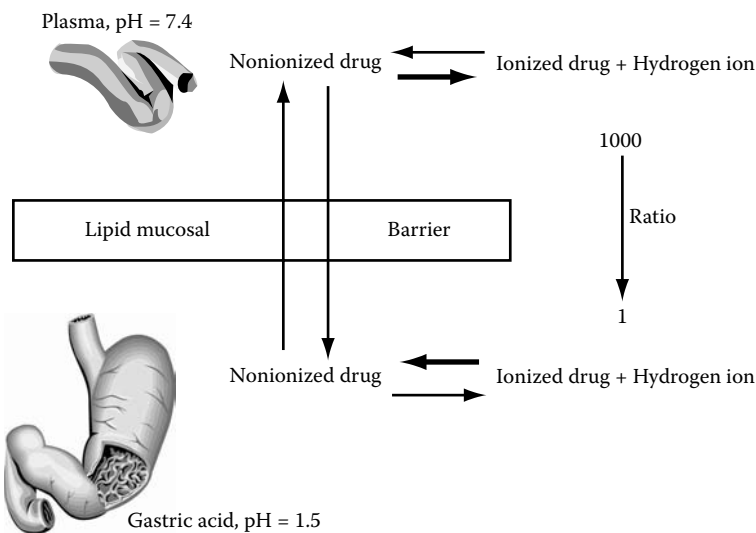 Plasma, pH = 7.4
Nonionized drug
Ionized drug + Hydrogen ion
1000
Ratio
1
Lipid mucosal
Barrier
Nonionized drug
Ionized drug + Hydrogen ion
Gastric acid, pH = 1.5